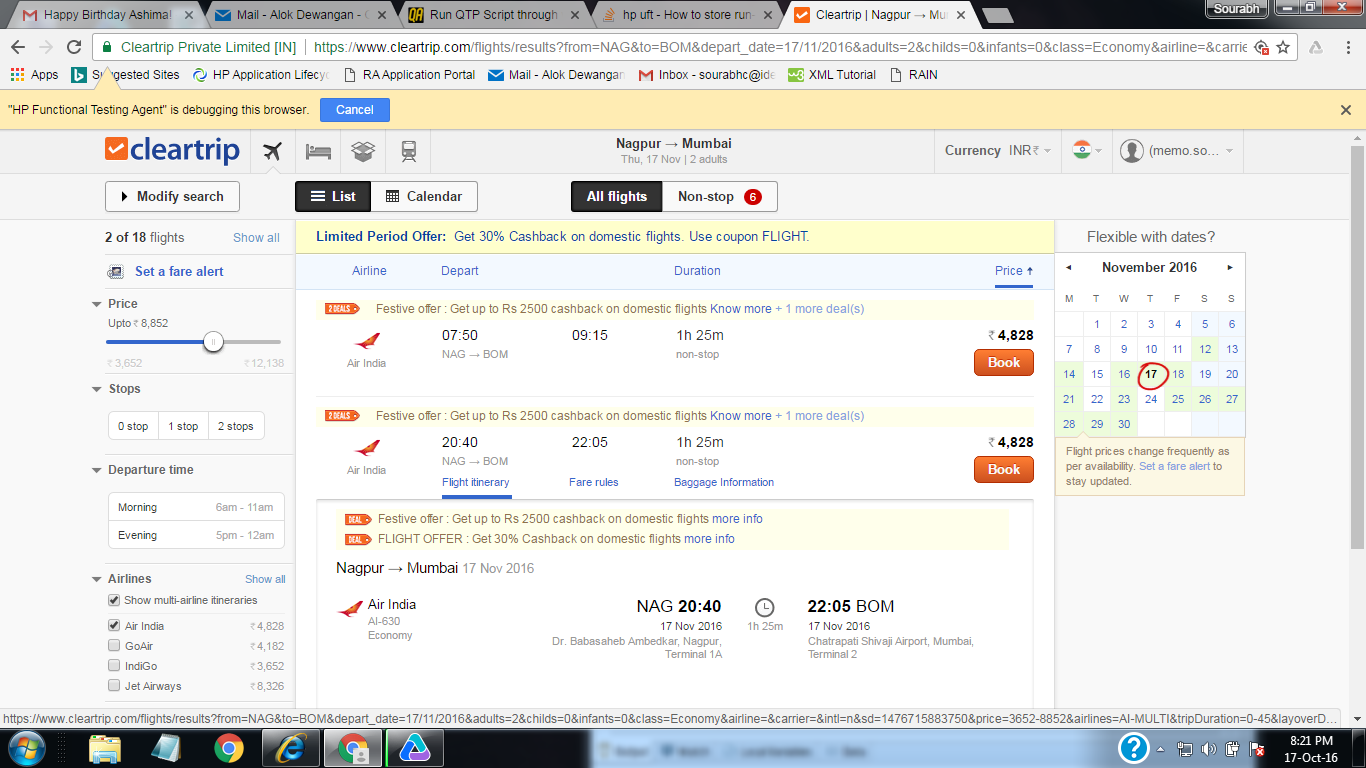 Happy Birthday Ashima!
Mail - Alok Dewangan -
Run QTP Script through
hp uft - How to store run-
Cleartrip | Nagpur → Mu
Sourabh
Cleartrip Private Limited [IN]
https://www.cleartrip.com/flights/results?from=NAG&to=BOM&depart_date=17/11/2016&adults=2&childs=0&infants=0&class=Economy&airline=&carrie
Apps
Suggested Sites
HP Application Lifecy
RA Application Portal
Mail - Alok Dewangan
Inbox - sourabhc@ide
XML Tutorial
RAIN
"HP Functional Testing Agent" is debugging this browser.
Cancel
cleartrip
Nagpur → Mumbai
Thu, 17 Nov | 2 adults
Currency INR₹
(memo.so...
Modify search
List
Calendar
All flights
Non-stop 6
2 of 18 flights
Show all
Limited Period Offer: Get 30% Cashback on domestic flights. Use coupon FLIGHT.
Flexible with dates?
Set a fare alert
Airline
Depart
Duration
Price
Price
Upto ₹ 8,852
₹ 3,652
₹ 12,138
Stops
0 stop
1 stop
2 stops
Departure time
Morning
6am - 11am
Evening
5pm - 12am
Airlines
Show all
Show multi-airline itineraries
Air India
₹ 4,828
GoAir
₹ 4,182
IndiGo
₹ 3,652
Jet Airways
₹ 8,326
2 DEALS
Festive offer : Get up to Rs 2500 cashback on domestic flights Know more + 1 more deal(s)
07:50
09:15
1h 25m
₹ 4,828
Air India
NAG → BOM
non-stop
Book
2 DEALS
Festive offer : Get up to Rs 2500 cashback on domestic flights Know more + 1 more deal(s)
20:40
22:05
1h 25m
₹ 4,828
Air India
NAG → BOM
non-stop
Book
Flight itinerary
Fare rules
Baggage Information
DEAL
Festive offer : Get up to Rs 2500 cashback on domestic flights more info
DEAL
FLIGHT OFFER : Get 30% Cashback on domestic flights more info
Nagpur → Mumbai 17 Nov 2016
Air India
AI-630
Economy
NAG 20:40
17 Nov 2016
Dr. Babasaheb Ambedkar, Nagpur,
Terminal 1A
1h 25m
22:05 BOM
17 Nov 2016
Chatrapati Shivaji Airport, Mumbai,
Terminal 2
November 2016
M T W T F S S
1 2 3 4 5 6
7 8 9 10 11 12 13
14 15 16 17 18 19 20
21 22 23 24 25 26 27
28 29 30
Flight prices change frequently as
per availability. Set a fare alert to
stay updated.
https://www.cleartrip.com/flights/results?from=NAG&to=BOM&depart_date=17/11/2016&adults=2&childs=0&infants=0&class=Economy&airline=&carrier=&intl=n&sd=1476715883750&price=3652-8852&airlines=AI-MULTI&tripDuration=0-45&layoverD...
8:21 PM
17-Oct-16